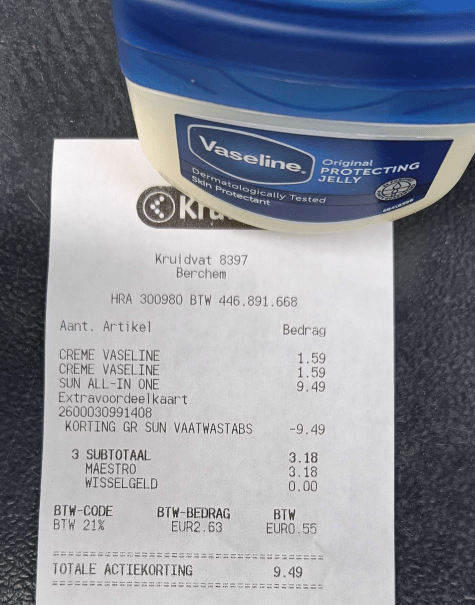 Vaseline.
Original
PROTECTING
JELLY
Dermatologically Tested
Skin Protectant
Kruidvat 8397
Berchem
HRA 300980 BTW 446.891.668
Aant. Artikel Bedrag
CREME VASELINE 1.59
CREME VASELINE 1.59
SUN ALL-IN ONE 9.49
Extravoordeelkaart
2600030991408
KORTING GR SUN VAATWASTABS -9.49
3 SUBTOTAAL 3.18
MAESTRO 3.18
WISSELGELD 0.00
BTW-CODE BTW-BEDRAG BTW
BTW 21% EUR2.63 EUR0.55
TOTALE ACTIEKORTING 9.49